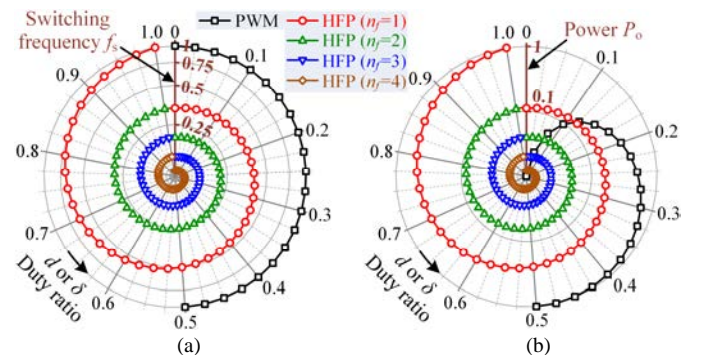 Switching
frequency fs
PWM
HFP (nf=1)
HFP (nf=2)
HFP (nf=3)
HFP (nf=4)
Power Po
1.0
0
0.1
0.2
0.3
0.4
0.5
0.6
0.7
0.8
0.9
1
0.75
0.5
0.25
d or δ
Duty ratio
(a)
1.0
0
0.1
0.2
0.3
0.4
0.5
0.6
0.7
0.8
0.9
1
0.1
d or δ
Duty ratio
(b)